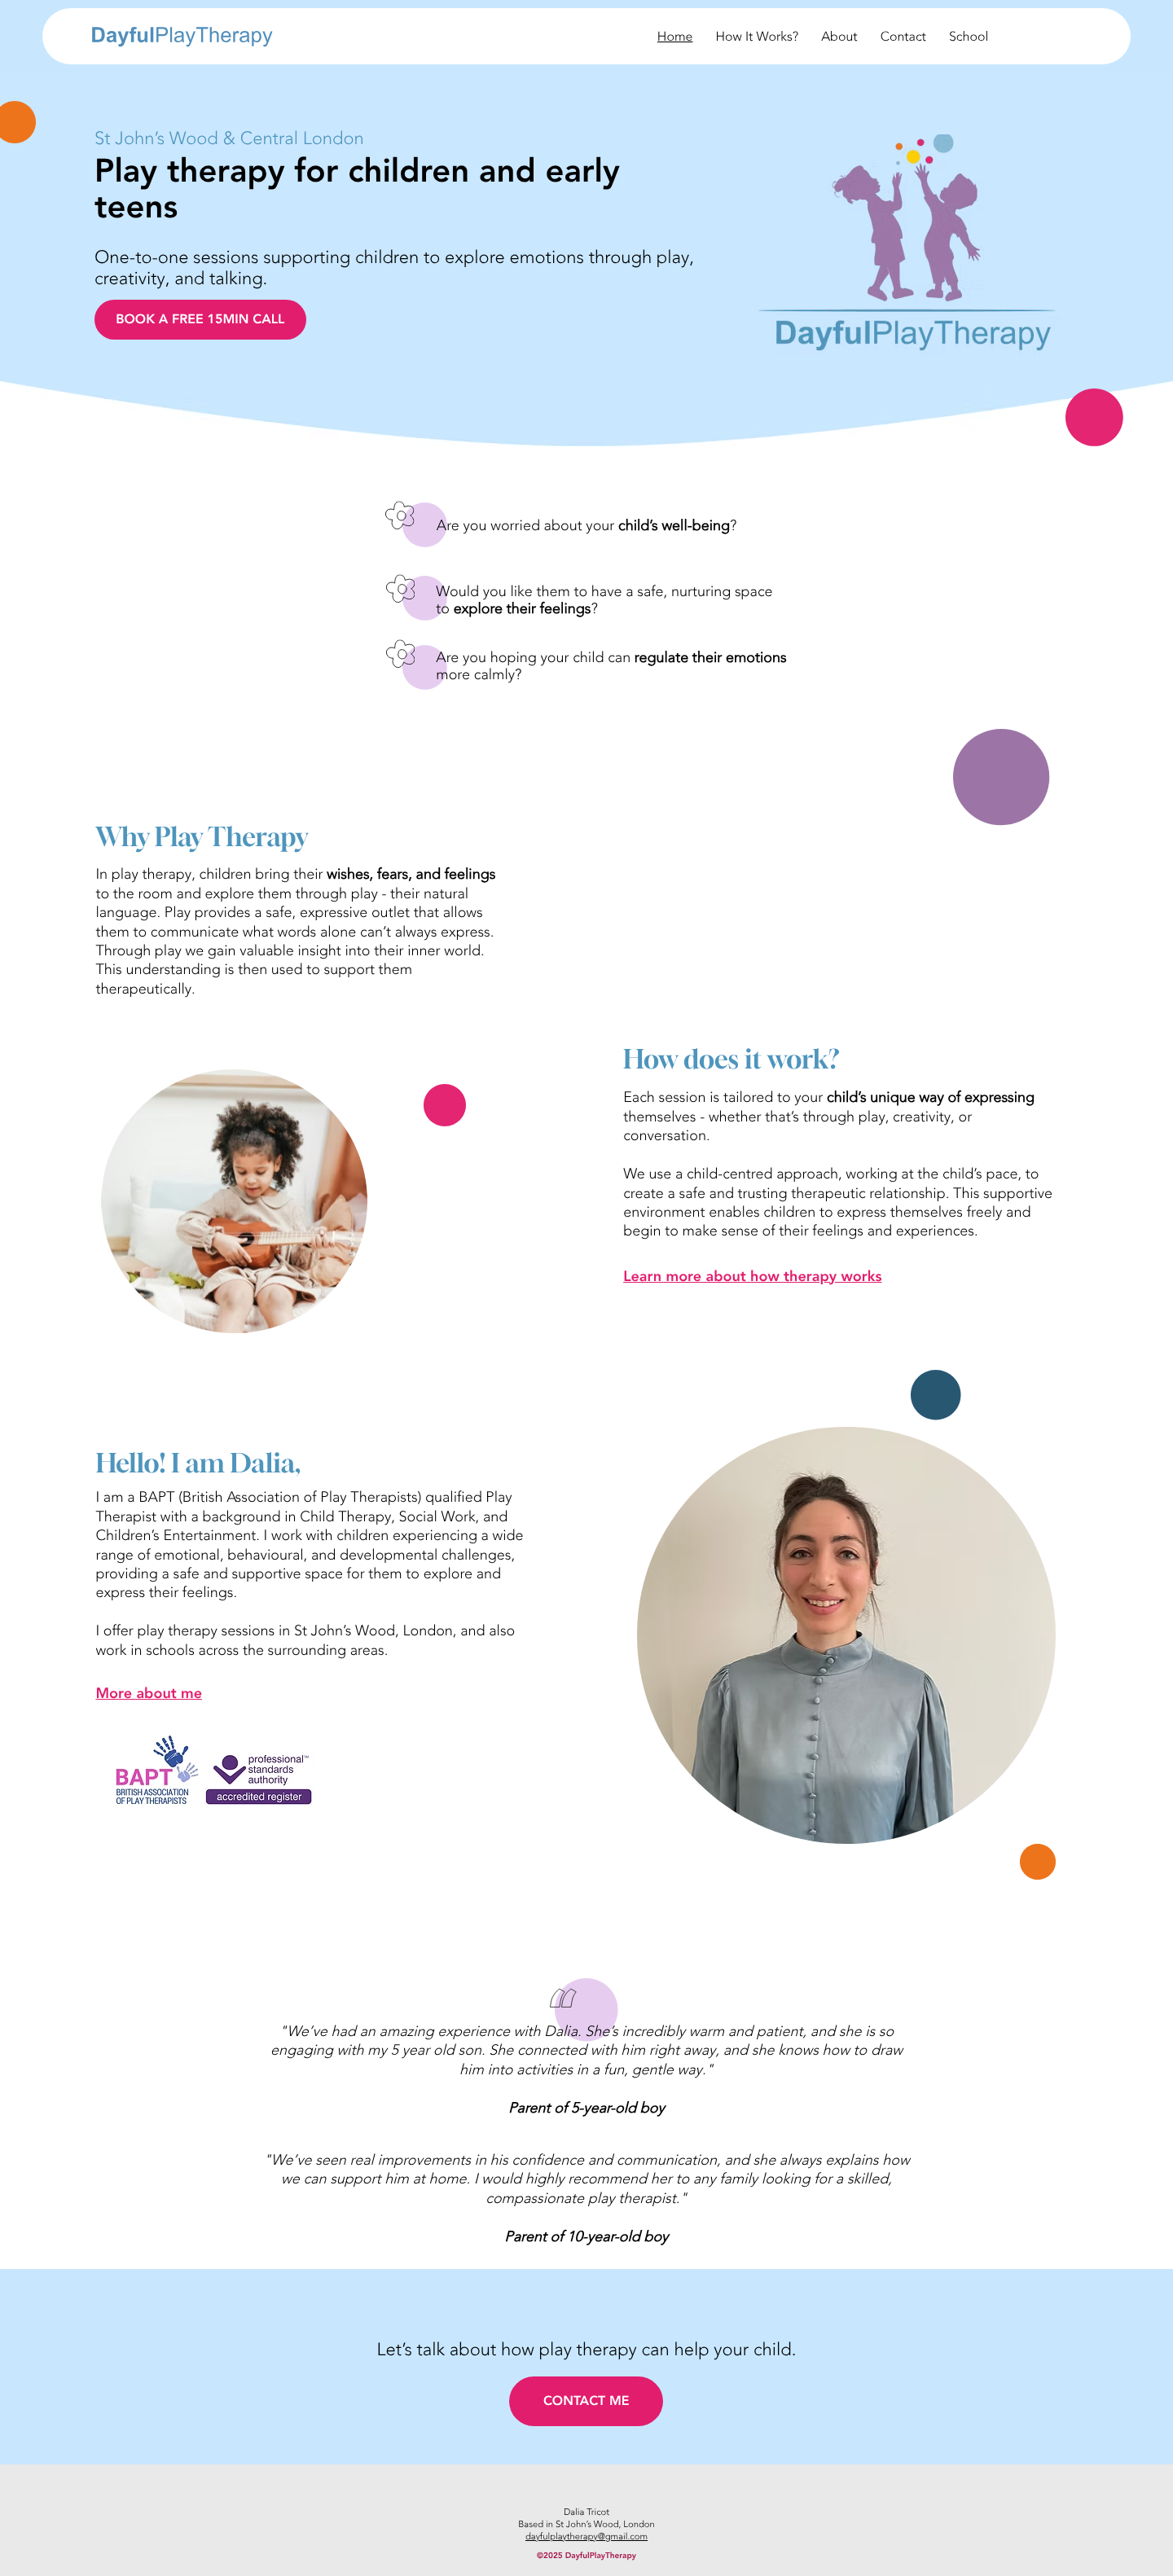 DayfulPlayTherapy
Home How It Works? About Contact School
St John's Wood & Central London
Play therapy for children and early
teens
One-to-one sessions supporting children to explore emotions through play,
creativity, and talking.
BOOK A FREE 15MIN CALL
DayfulPlayTherapy
Are you worried about your child's well-being?
Would you like them to have a safe, nurturing space
to explore their feelings?
Are you hoping your child can regulate their emotions
more calmly?
Why Play Therapy
In play therapy, children bring their wishes, fears, and feelings
to the room and explore them through play - their natural
language. Play provides a safe, expressive outlet that allows
them to communicate what words alone can't always express.
Through play we gain valuable insight into their inner world.
This understanding is then used to support them
therapeutically.
How does it work?
Each session is tailored to your child's unique way of expressing
themselves - whether that's through play, creativity, or
conversation.
We use a child-centred approach, working at the child's pace, to
create a safe and trusting therapeutic relationship. This supportive
environment enables children to express themselves freely and
begin to make sense of their feelings and experiences.
Learn more about how therapy works
Hello! I am Dalia,
I am a BAPT (British Association of Play Therapists) qualified Play
Therapist with a background in Child Therapy, Social Work, and
Children's Entertainment. I work with children experiencing a wide
range of emotional, behavioural, and developmental challenges,
providing a safe and supportive space for them to explore and
express their feelings.
I offer play therapy sessions in St John's Wood, London, and also
work in schools across the surrounding areas.
More about me
BAPT
BRITISH ASSOCIATION
OF PLAY THERAPISTS
professional™
standards
authority
accredited register
"We've had an amazing experience with Dalia. She's incredibly warm and patient, and she is so
engaging with my 5 year old son. She connected with him right away, and she knows how to draw
him into activities in a fun, gentle way."
Parent of 5-year-old boy
"We've seen real improvements in his confidence and communication, and she always explains how
we can support him at home. I would highly recommend her to any family looking for a skilled,
compassionate play therapist."
Parent of 10-year-old boy
Let's talk about how play therapy can help your child.
CONTACT ME
Dalia Tricot
Based in St John's Wood, London
dayfulplaytherapy@gmail.com
©2025 DayfulPlayTherapy